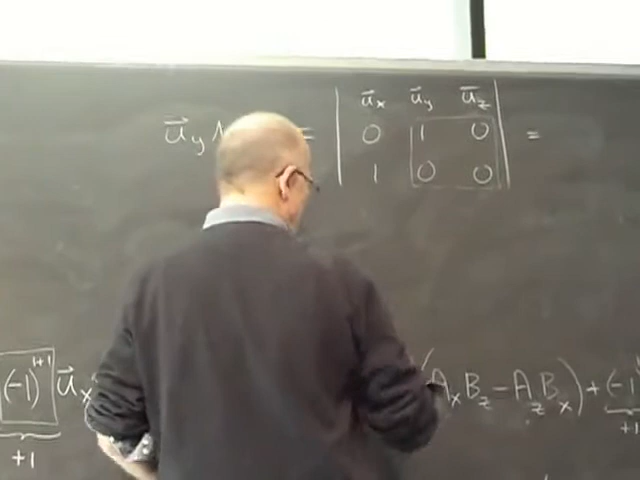 u⃗x u⃗y u⃗z
u⃗y Λ = | 0 1 0 | =
1 0 0
(-1)^1+1 u⃗x (AxBz - AzBx) + (-1)
+1 +1